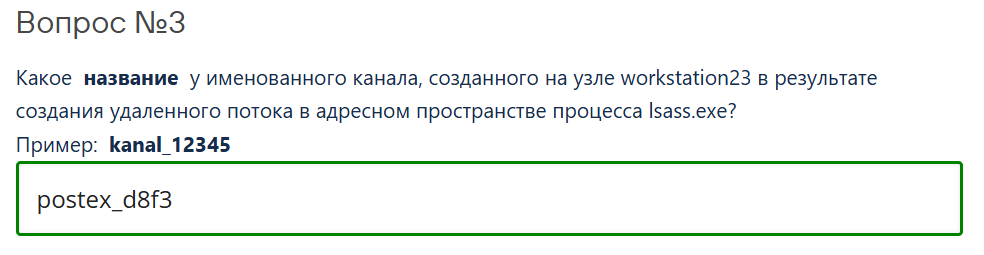 Вопрос №3
Какое название у именованного канала, созданного на узле workstation23 в результате
создания удаленного потока в адресном пространстве процесса lsass.exe?
Пример: kanal_12345
postex_d8f3